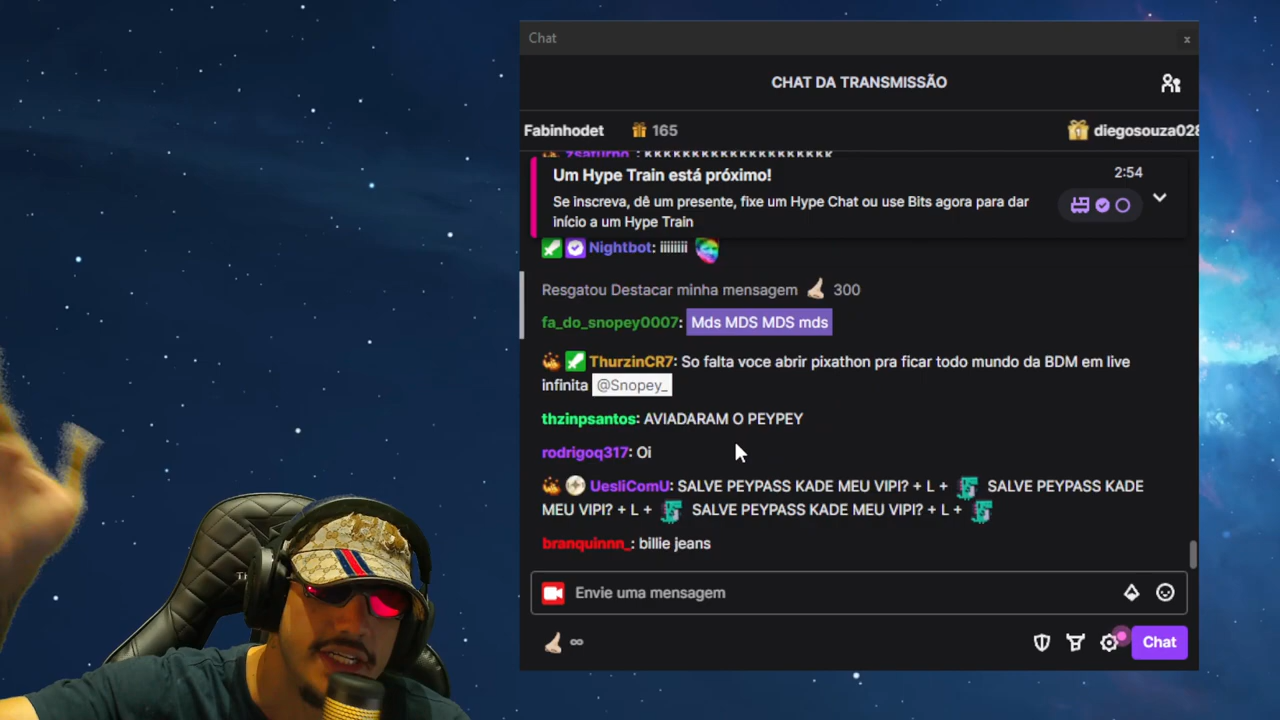 Chat
x
CHAT DA TRANSMISSÃO
Fabinhodet 165 diegosouza028
zsaturno : KKKKKKKKKKKKKKKKKKK
Um Hype Train está próximo! 2:54
Se inscreva, dê um presente, fixe um Hype Chat ou use Bits agora para dar
início a um Hype Train
Nightbot: iiiiiiii
Resgatou Destacar minha mensagem 300
fa_do_snopey0007: Mds MDS MDS mds
ThurzinCR7: So falta voce abrir pixathon pra ficar todo mundo da BDM em live
infinita @Snopey_
thzinpsantos: AVIADARAM O PEYPEY
rodrigoq317: Oi
UesliComU: SALVE PEYPASS KADE MEU VIPI? + L + SALVE PEYPASS KADE
MEU VIPI? + L + SALVE PEYPASS KADE MEU VIPI? + L +
branquinnn_: billie jeans
Envie uma mensagem
∞ Chat